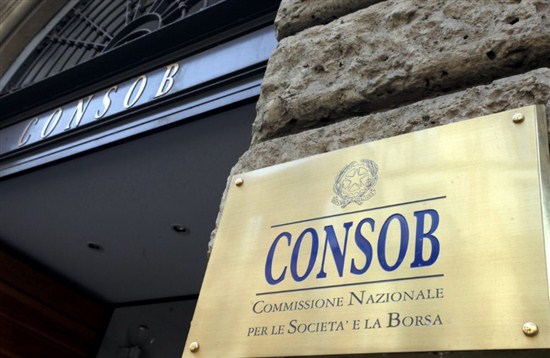 CONSOB
CONSOB
COMMISSIONE NAZIONALE
PER LE SOCIETA' E LA BORSA